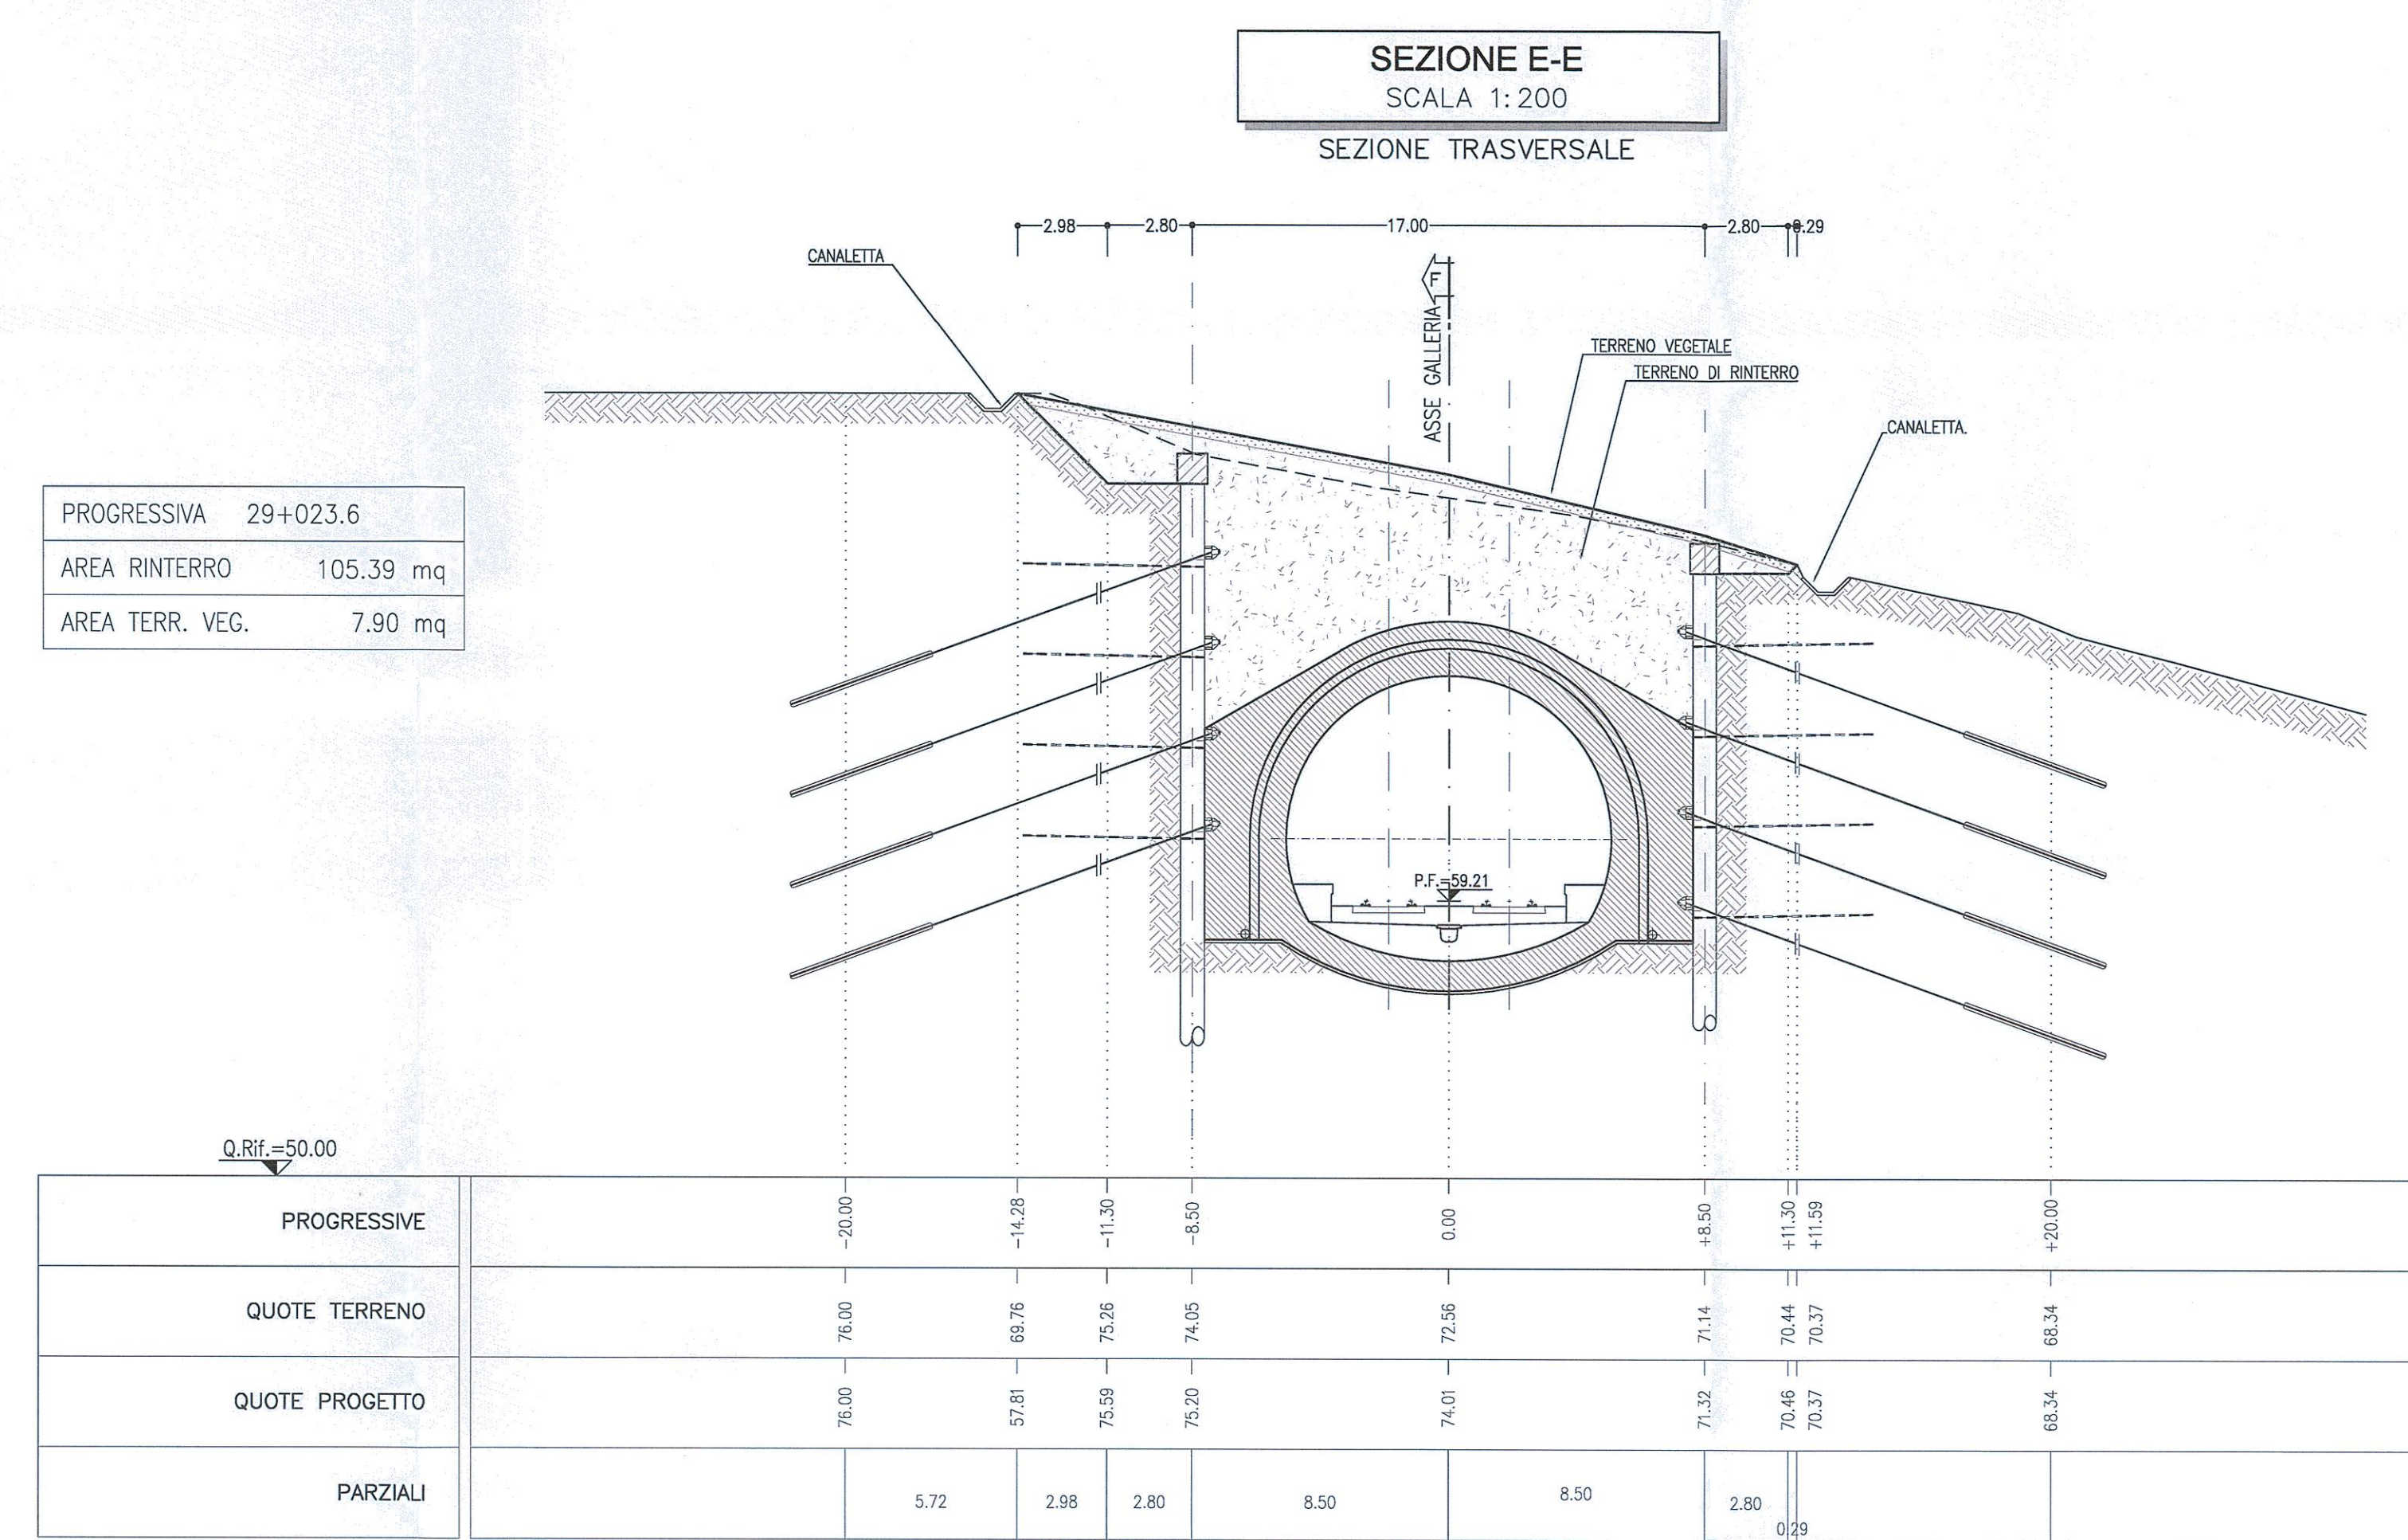 SEZIONE E-E
SCALA 1:200
SEZIONE TRASVERSALE
2.98
2.80
17.00
2.80
0.29
CANALETTA
F
ASSE GALLERIA
TERRENO VEGETALE
TERRENO DI RINTERRO
CANALETTA.
PROGRESSIVA 29+023.6
AREA RINTERRO 105.39 mq
AREA TERR. VEG. 7.90 mq
P.F.=59.21
Q.Rif.=50.00
PROGRESSIVE -20.00 -14.28 -11.30 -8.50 0.00 +8.50 +11.30 +11.59 +20.00
QUOTE TERRENO 76.00 69.76 75.26 74.05 72.56 71.14 70.44 70.37 68.34
QUOTE PROGETTO 76.00 57.81 75.59 75.20 74.01 71.32 70.46 70.37 68.34
PARZIALI 5.72 2.98 2.80 8.50 8.50 2.80 0.29